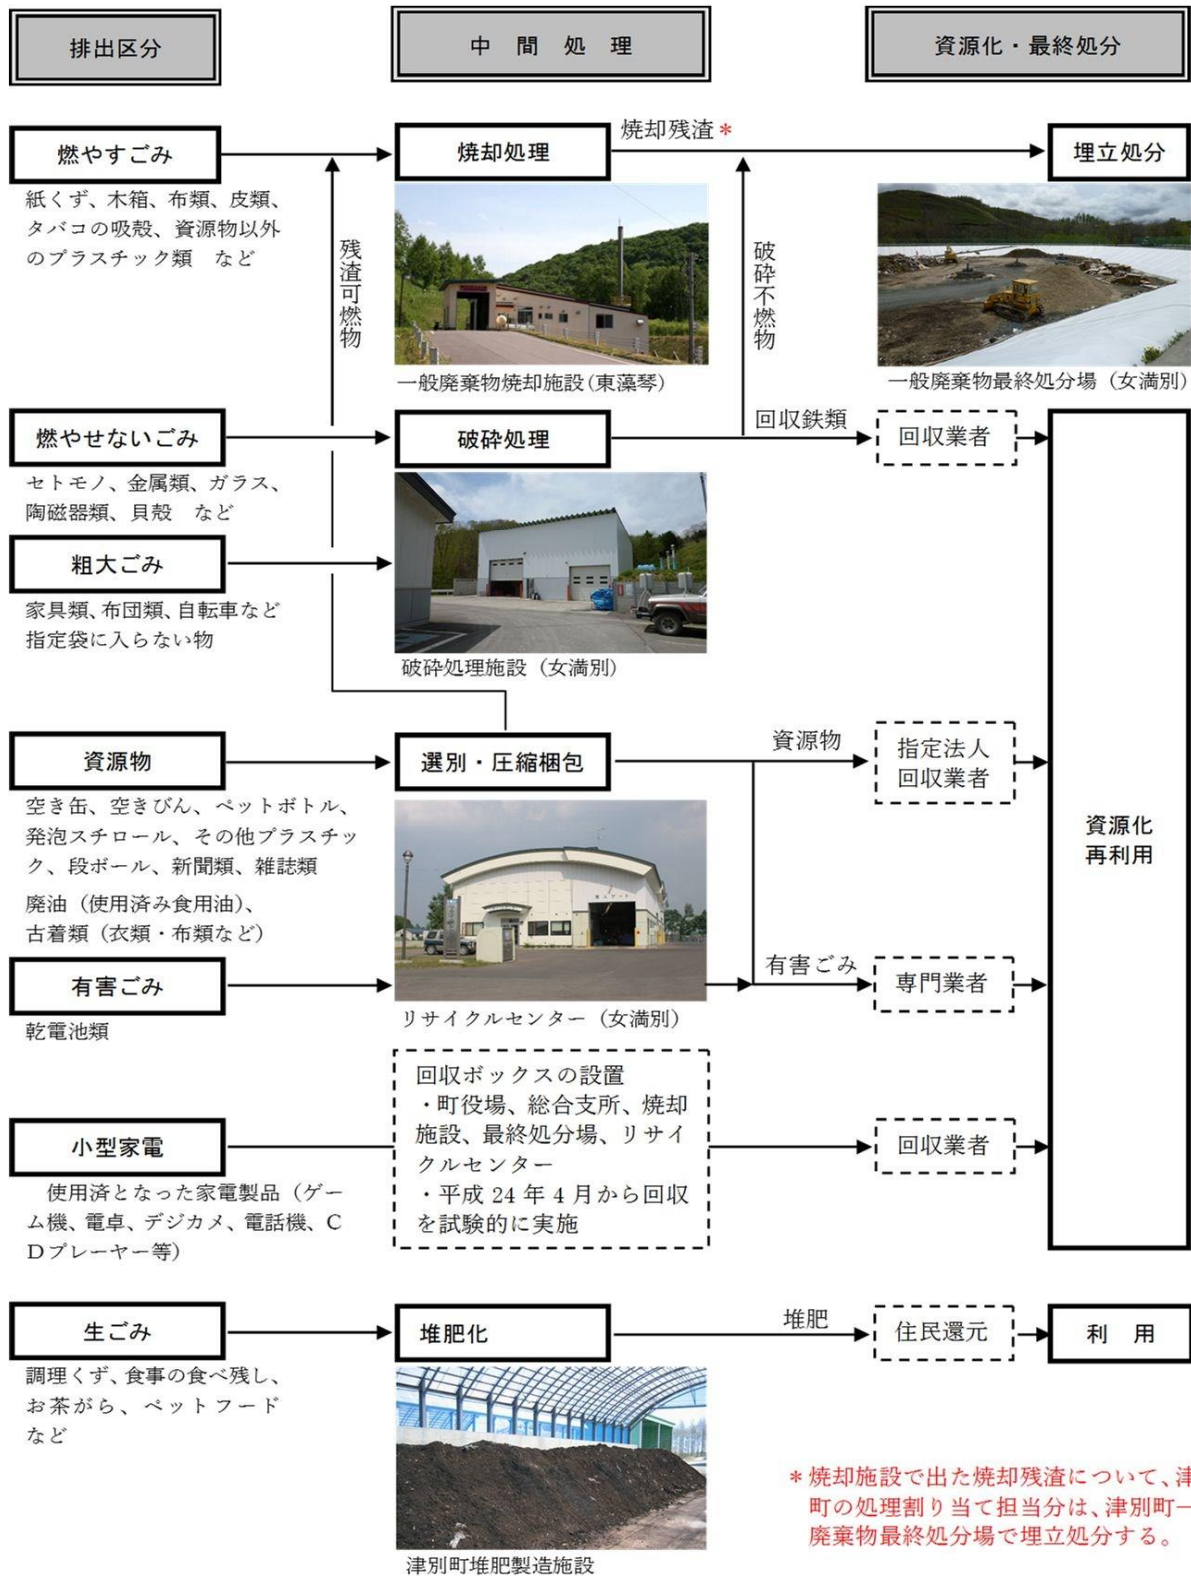 排出区分
中間処理
資源化・最終処分
燃やすごみ
焼却処理
焼却残渣*
埋立処分
紙くず、木箱、布類、皮類、
タバコの吸殻、資源物以外
のプラスチック類　など
残渣可燃物
破砕不燃物
一般廃棄物焼却施設(東藻琴)
一般廃棄物最終処分場（女満別）
燃やせないごみ
破砕処理
回収鉄類
回収業者
セトモノ、金属類、ガラス、
陶磁器類、貝殻　など
粗大ごみ
家具類、布団類、自転車など
指定袋に入らない物
破砕処理施設（女満別）
資源物
選別・圧縮梱包
資源物
指定法人
回収業者
資源化
再利用
空き缶、空きびん、ペットボトル、
発泡スチロール、その他プラスチッ
ク、段ボール、新聞類、雑誌類
廃油（使用済み食用油)、
古着類（衣類・布類など）
有害ごみ
有害ごみ
専門業者
乾電池類
リサイクルセンター（女満別）
小型家電
回収ボックスの設置
・町役場、総合支所、焼却
施設、最終処分場、リサイ
クルセンター
・平成 24 年 4 月から回収
を試験的に実施
回収業者
使用済となった家電製品（ゲー
ム機、電卓、デジカメ、電話機、Ｃ
Ｄプレーヤー等）
生ごみ
堆肥化
堆肥
住民還元
利　用
調理くず、食事の食べ残し、
お茶がら、ペットフード
など
津別町堆肥製造施設
*焼却施設で出た焼却残渣について、津
町の処理割り当て担当分は、津別町一
廃棄物最終処分場で埋立処分する。